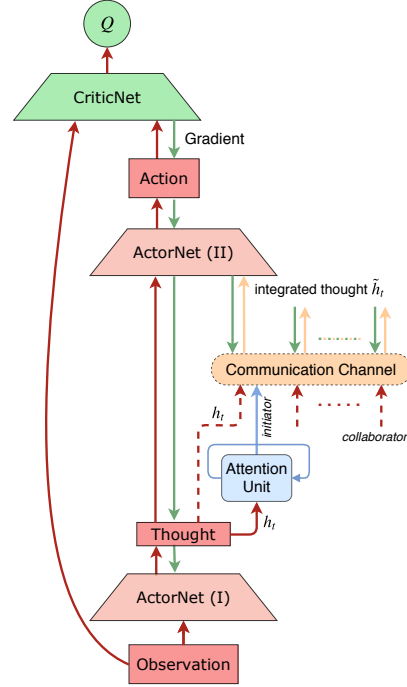 Q
CriticNet
Gradient
Action
ActorNet (II)
integrated thought h̃ₜ
Communication Channel
hₜ
initiator
collaborator
Attention
Unit
hₜ
Thought
ActorNet (I)
Observation